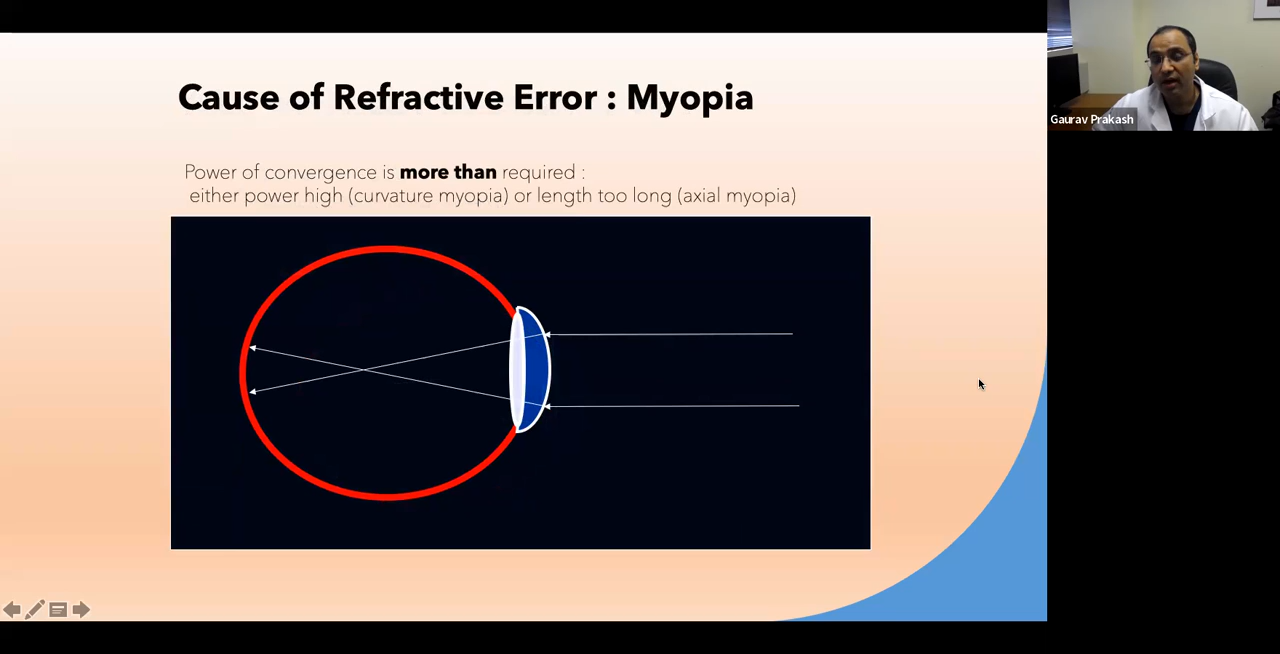 Cause of Refractive Error : Myopia
Power of convergence is more than required :
either power high (curvature myopia) or length too long (axial myopia)
Gaurav Prakash